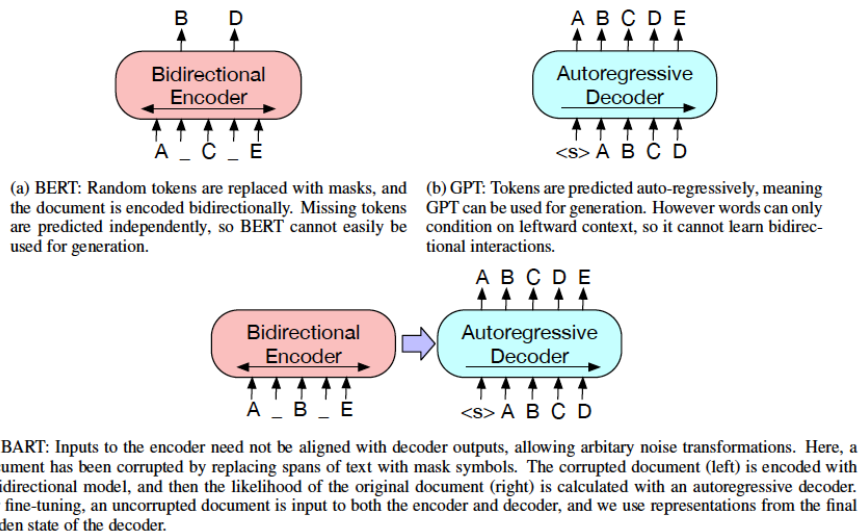 B D
Bidirectional
Encoder
A _ C _ E
A B C D E
Autoregressive
Decoder
<s> A B C D
(a) BERT: Random tokens are replaced with masks, and
the document is encoded bidirectionally. Missing tokens
are predicted independently, so BERT cannot easily be
used for generation.
(b) GPT: Tokens are predicted auto-regressively, meaning
GPT can be used for generation. However words can only
condition on leftward context, so it cannot learn bidirec-
tional interactions.
Bidirectional
Encoder
A _ B _ E
A B C D E
Autoregressive
Decoder
<s> A B C D
BART: Inputs to the encoder need not be aligned with decoder outputs, allowing arbitary noise transformations. Here, a
cument has been corrupted by replacing spans of text with mask symbols. The corrupted document (left) is encoded with
idirectional model, and then the likelihood of the original document (right) is calculated with an autoregressive decoder.
fine-tuning, an uncorrupted document is input to both the encoder and decoder, and we use representations from the final
den state of the decoder.